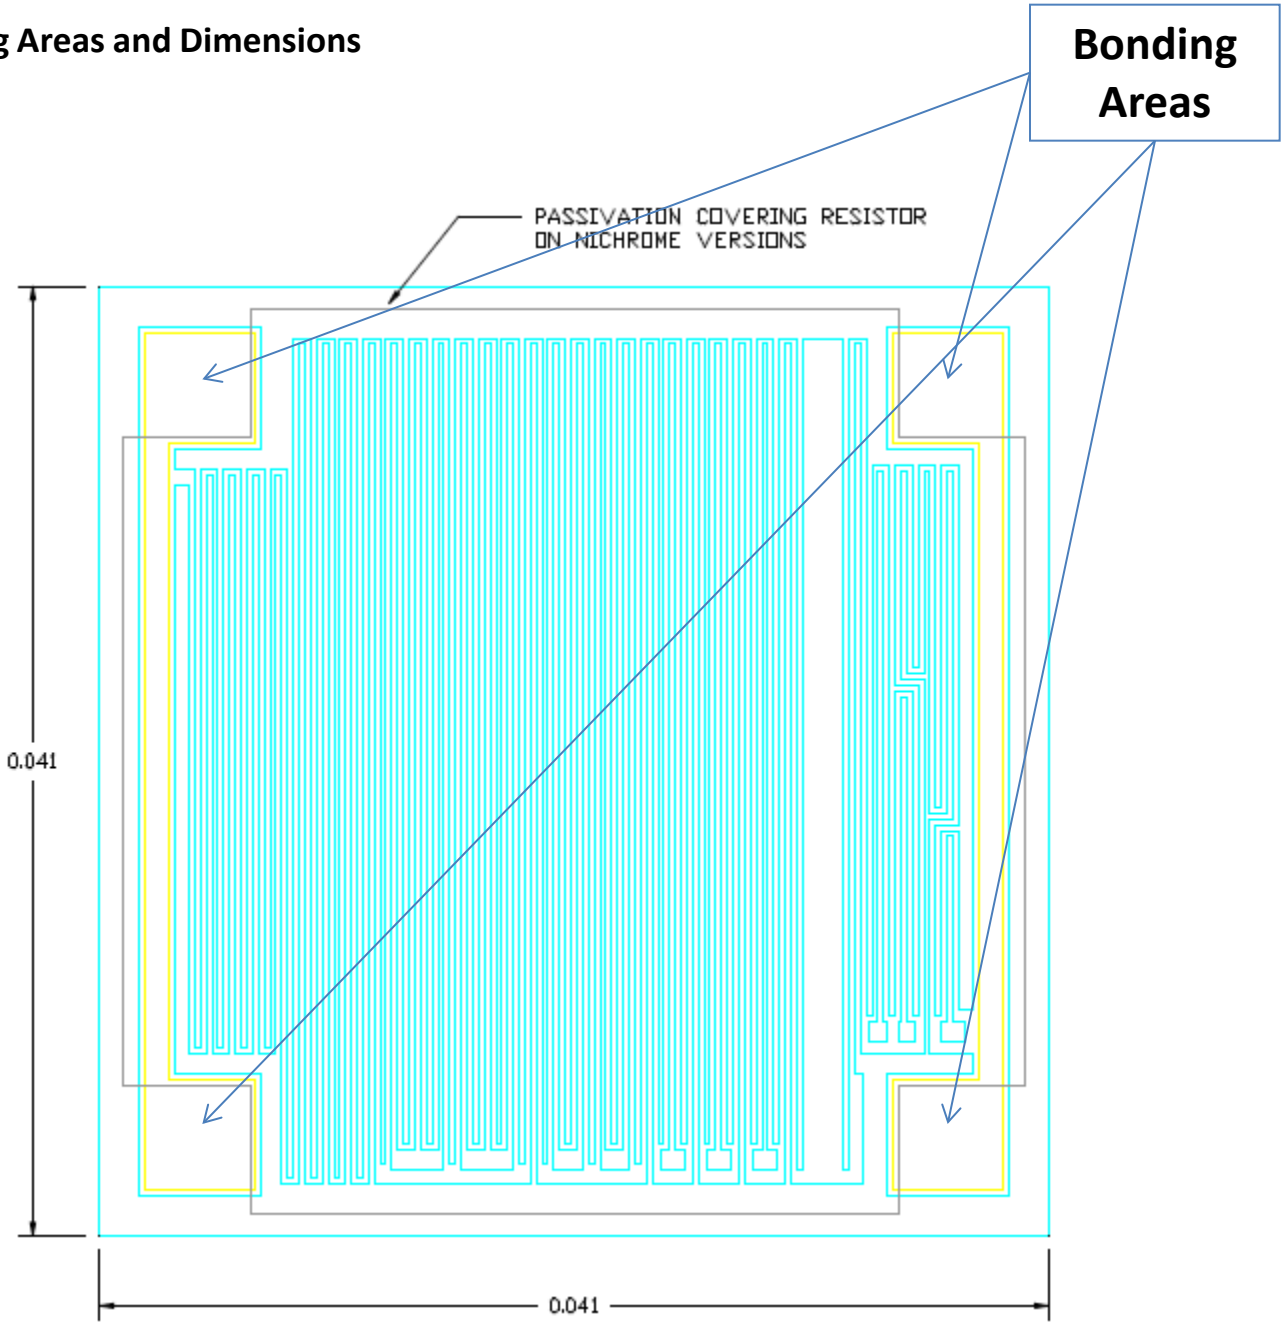 g Areas and Dimensions
Bonding
Areas
PASSIVATION COVERING RESISTOR
ON NICHROME VERSIONS
0.041
0.041